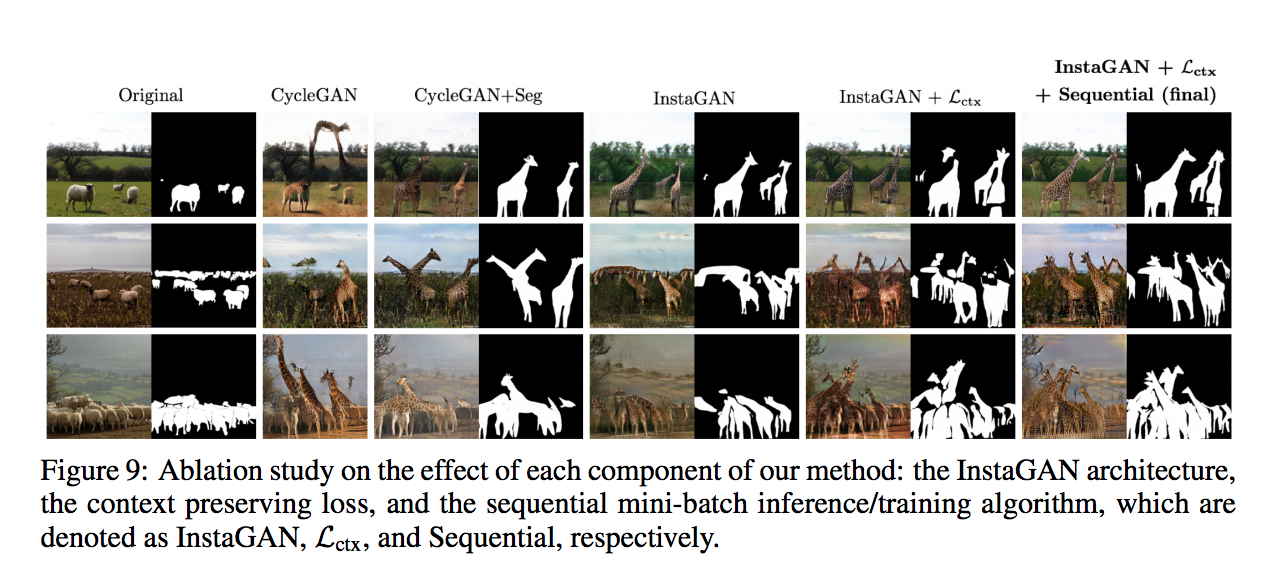 InstaGAN + ℒctx
Original CycleGAN CycleGAN+Seg InstaGAN InstaGAN + ℒctx + Sequential (final)
Figure 9: Ablation study on the effect of each component of our method: the InstaGAN architecture,
the context preserving loss, and the sequential mini-batch inference/training algorithm, which are
denoted as InstaGAN, ℒctx, and Sequential, respectively.